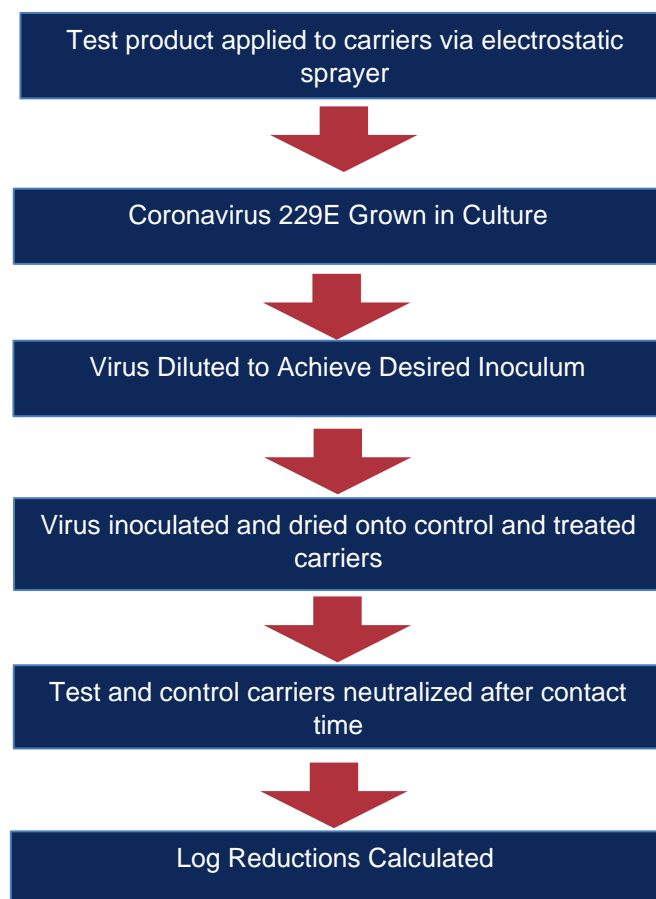 Test product applied to carriers via electrostatic
sprayer
Coronavirus 229E Grown in Culture
Virus Diluted to Achieve Desired Inoculum
Virus inoculated and dried onto control and treated
carriers
Test and control carriers neutralized after contact
time
Log Reductions Calculated